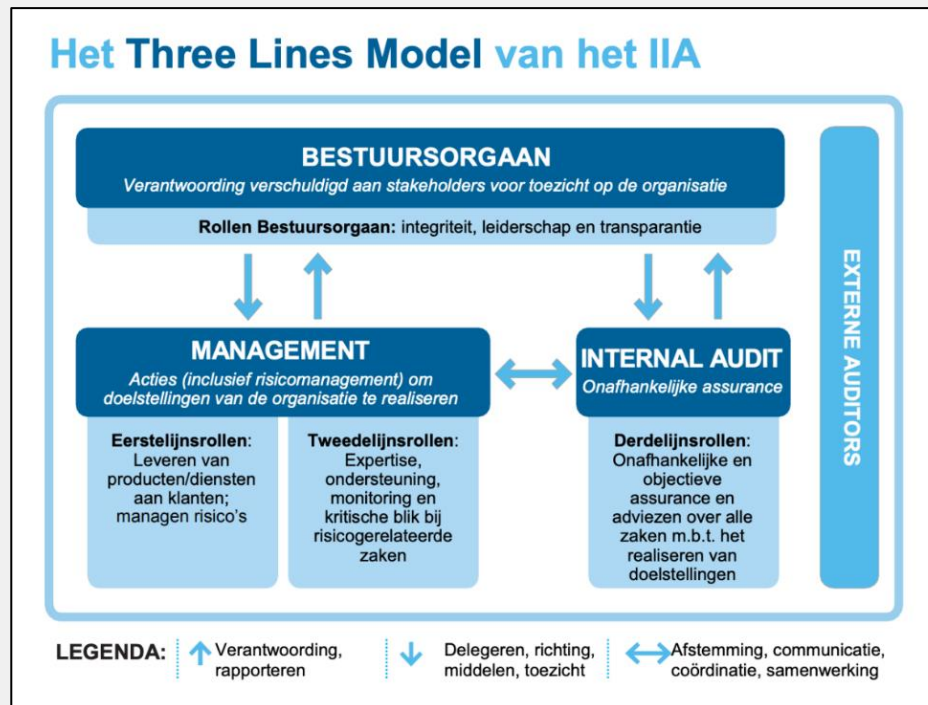 Het Three Lines Model van het IIA
BESTUURSORGAAN
Verantwoording verschuldigd aan stakeholders voor toezicht op de organisatie
Rollen Bestuursorgaan: integriteit, leiderschap en transparantie
MANAGEMENT
Acties (inclusief risicomanagement) om
doelstellingen van de organisatie te realiseren
Eerstelijnsrollen:
Leveren van
producten/diensten
aan klanten;
managen risico's
Tweedelijnsrollen:
Expertise,
ondersteuning,
monitoring en
kritische blik bij
risicogerelateerde
zaken
INTERNAL AUDIT
Onafhankelijke assurance
Derdelijnsrollen:
Onafhankelijke en
objectieve
assurance en
adviezen over alle
zaken m.b.t. het
realiseren van
doelstellingen
EXTERNE AUDITORS
LEGENDA:
Verantwoording,
rapporteren
Delegeren, richting,
middelen, toezicht
Afstemming, communicatie,
coördinatie, samenwerking